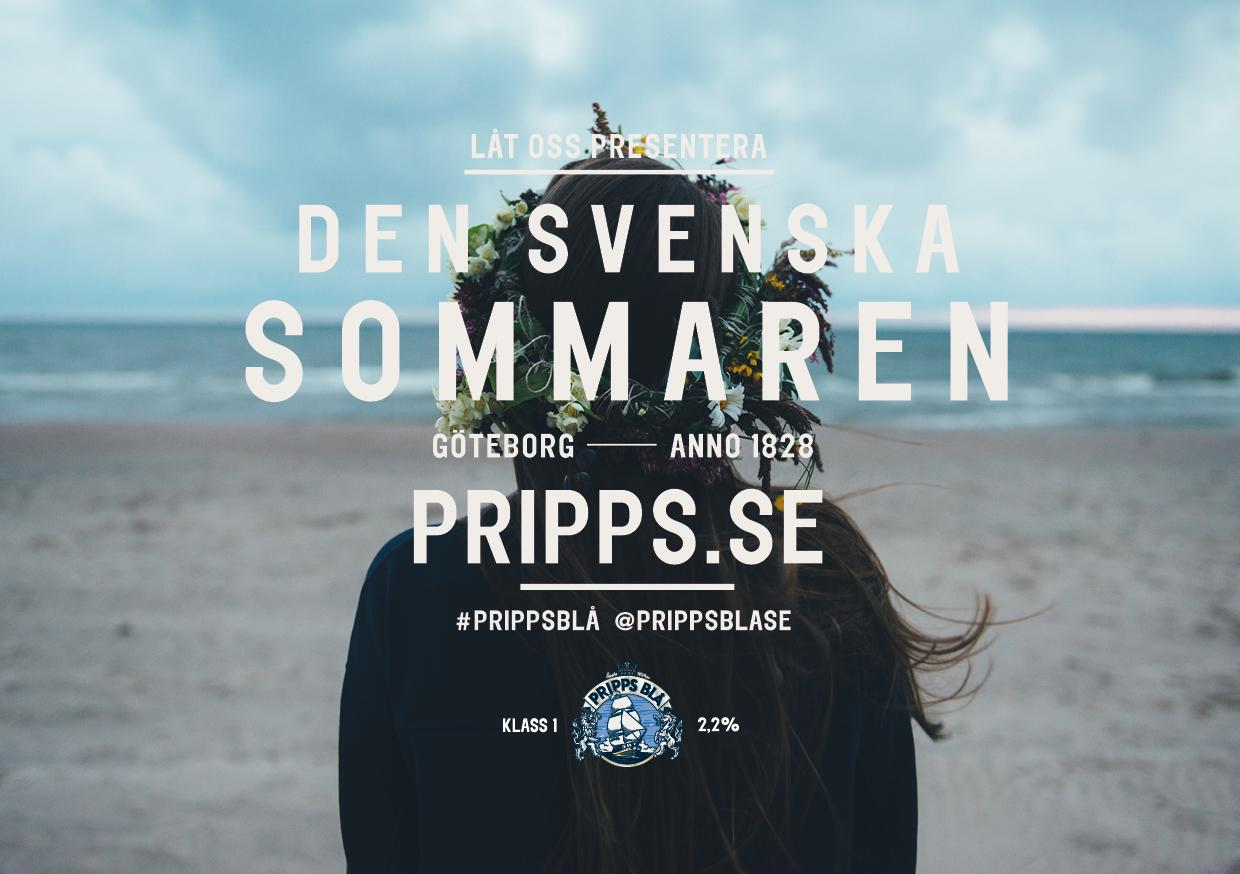 LÅT OSS PRESENTERA
DEN SVENSKA
SOMMAREN
GÖTEBORG — ANNO 1828
PRIPPS.SE
#PRIPPSBLÅ @PRIPPSBLASE
PRIPPS BLÅ
KLASS 1 2,2%